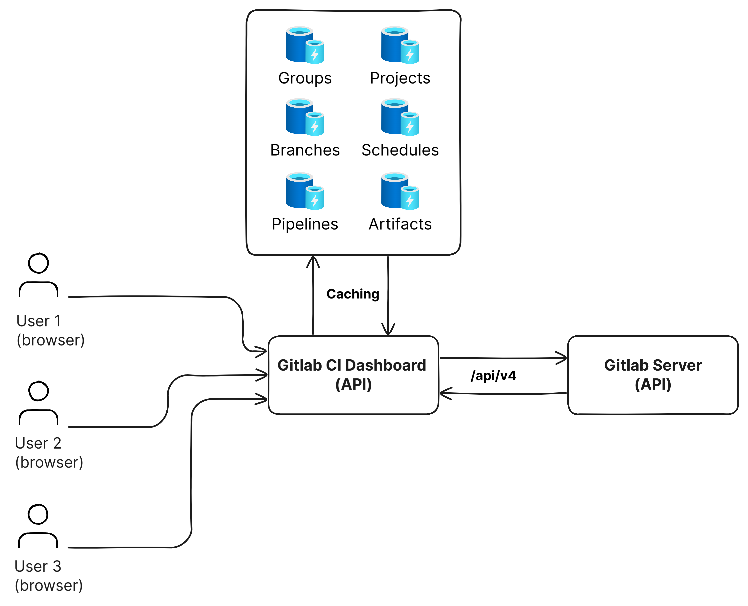 Groups
Projects
Branches
Schedules
Pipelines
Artifacts
Caching
User 1
(browser)
Gitlab CI Dashboard
(API)
/api/v4
Gitlab Server
(API)
User 2
(browser)
User 3
(browser)